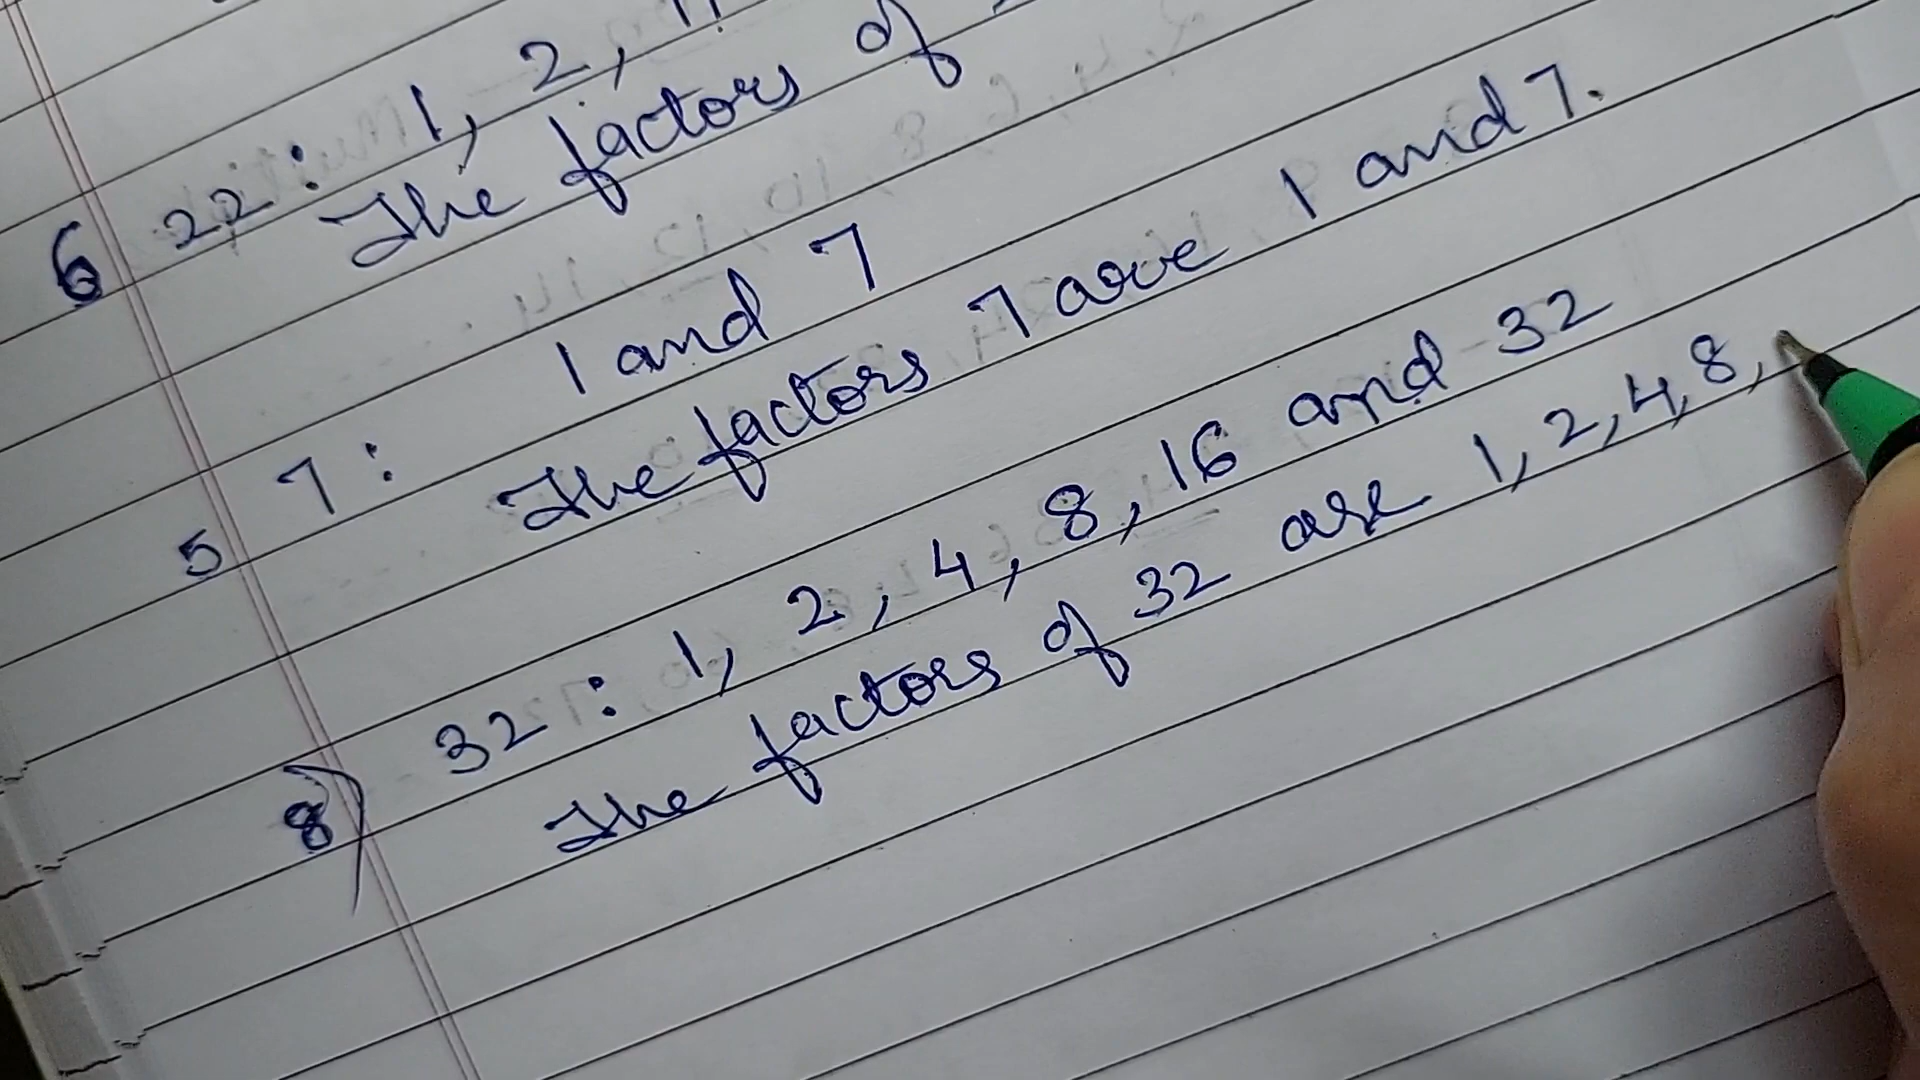 6 22 : 1, 2, 11
The factors of
1 and 7
5 7 :
The factors 7 are 1 and 7.
8) 32 : 1, 2, 4, 8, 16 and 32
The factors of 32 are 1, 2, 4, 8,